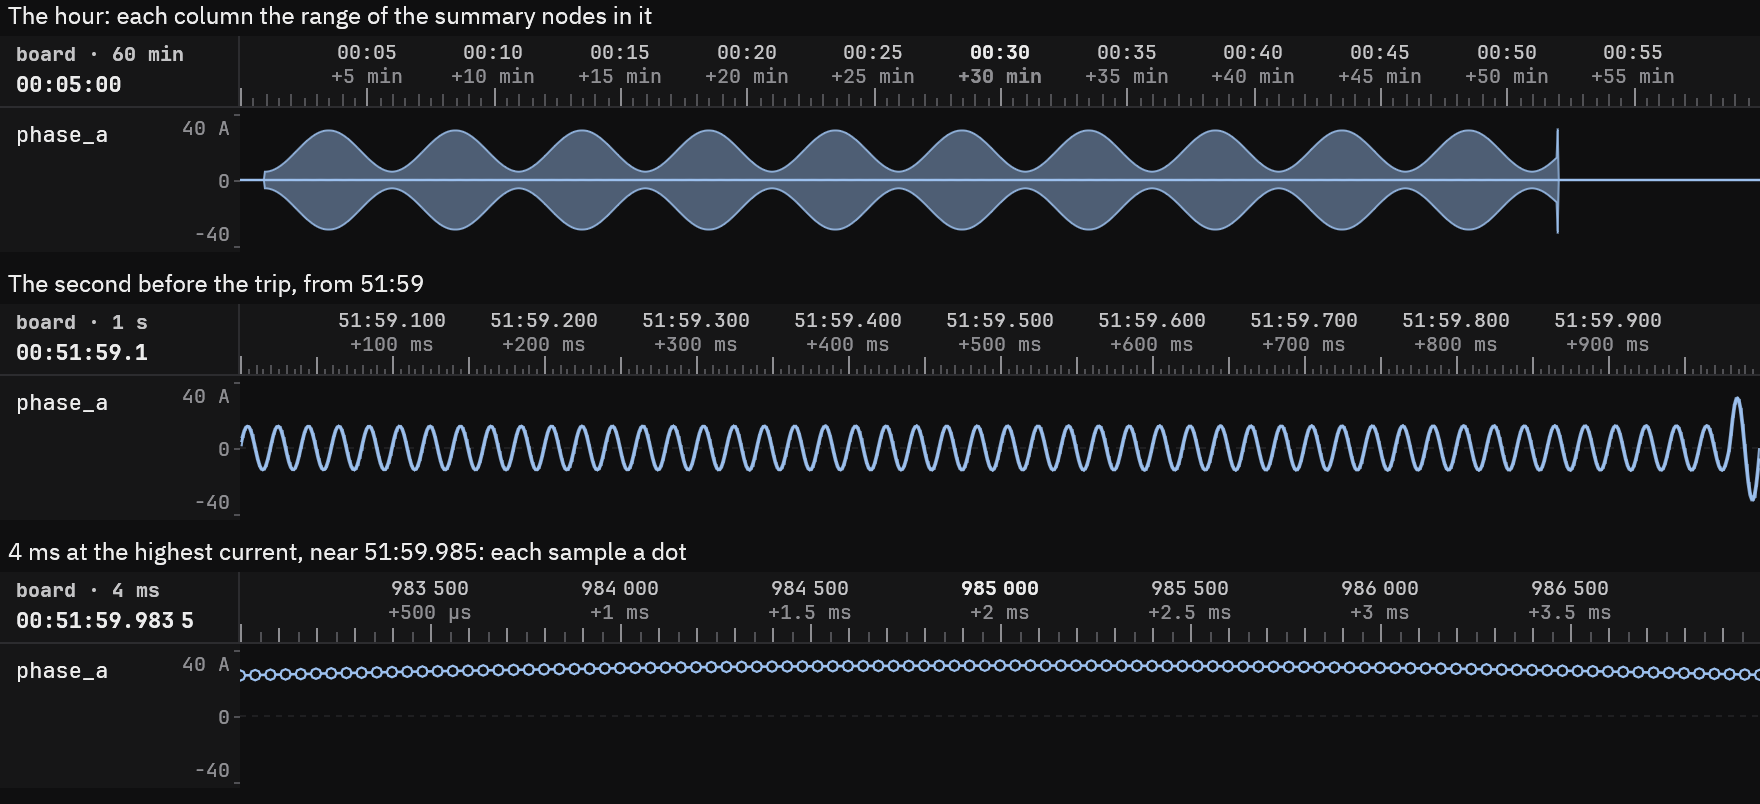 The hour: each column the range of the summary nodes in it
board · 60 min
00:05:00
00:05 00:10 00:15 00:20 00:25 00:30 00:35 00:40 00:45 00:50 00:55
+5 min +10 min +15 min +20 min +25 min +30 min +35 min +40 min +45 min +50 min +55 min
phase_a
40 A
0
-40
The second before the trip, from 51:59
board · 1 s
00:51:59.1
51:59.100 51:59.200 51:59.300 51:59.400 51:59.500 51:59.600 51:59.700 51:59.800 51:59.900
+100 ms +200 ms +300 ms +400 ms +500 ms +600 ms +700 ms +800 ms +900 ms
phase_a
40 A
0
-40
4 ms at the highest current, near 51:59.985: each sample a dot
board · 4 ms
00:51:59.983 5
983 500 984 000 984 500 985 000 985 500 986 000 986 500
+500 µs +1 ms +1.5 ms +2 ms +2.5 ms +3 ms +3.5 ms
phase_a
40 A
0
-40